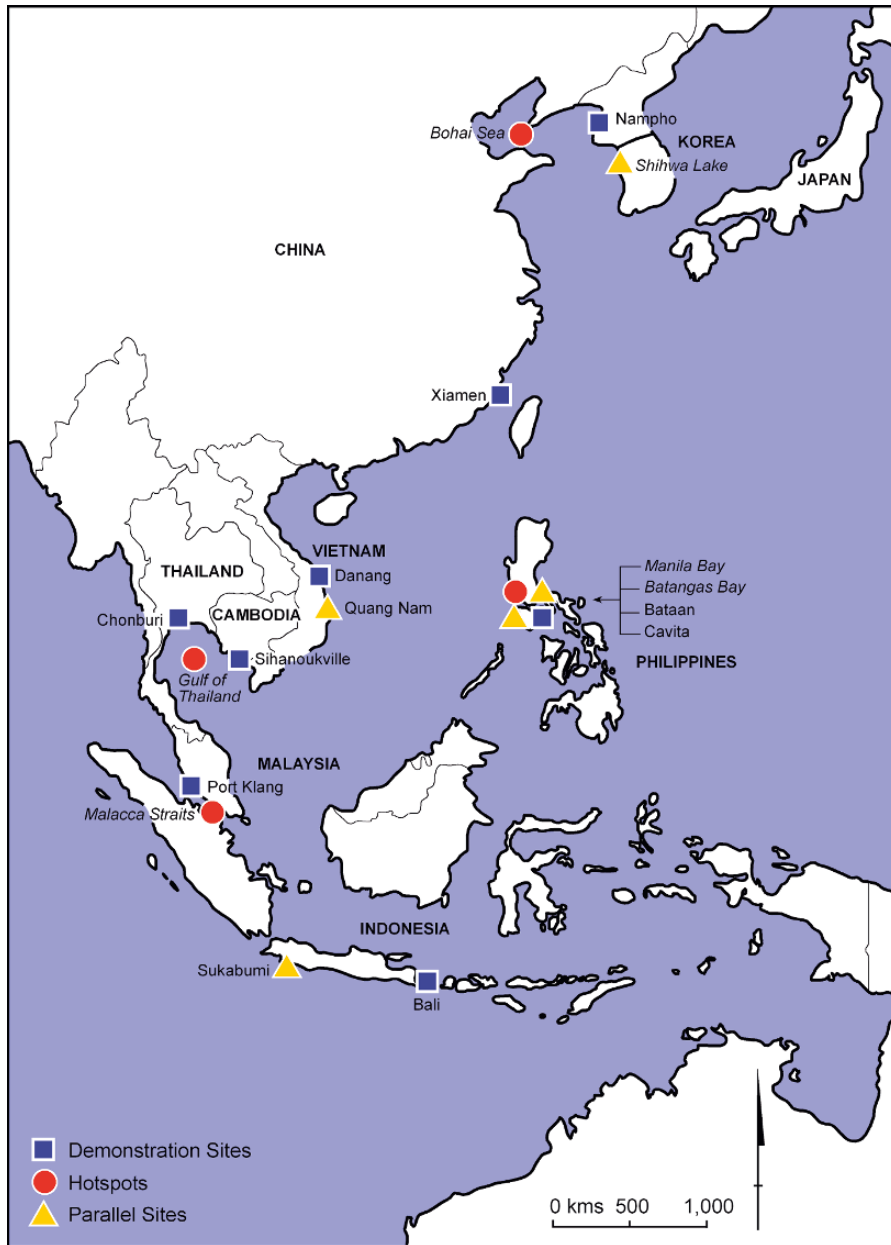 Nampho
Bohai Sea
KOREA
Shihwa Lake
JAPAN
CHINA
Xiamen
VIETNAM
THAILAND
Danang
Manila Bay
Batangas Bay
CAMBODIA
Quang Nam
Bataan
Chonburi
Cavita
Sihanoukville
PHILIPPINES
Gulf of
Thailand
MALAYSIA
Port Klang
Malacca Straits
INDONESIA
Sukabumi
Bali
Demonstration Sites
Hotspots
Parallel Sites
0 kms 500 1,000